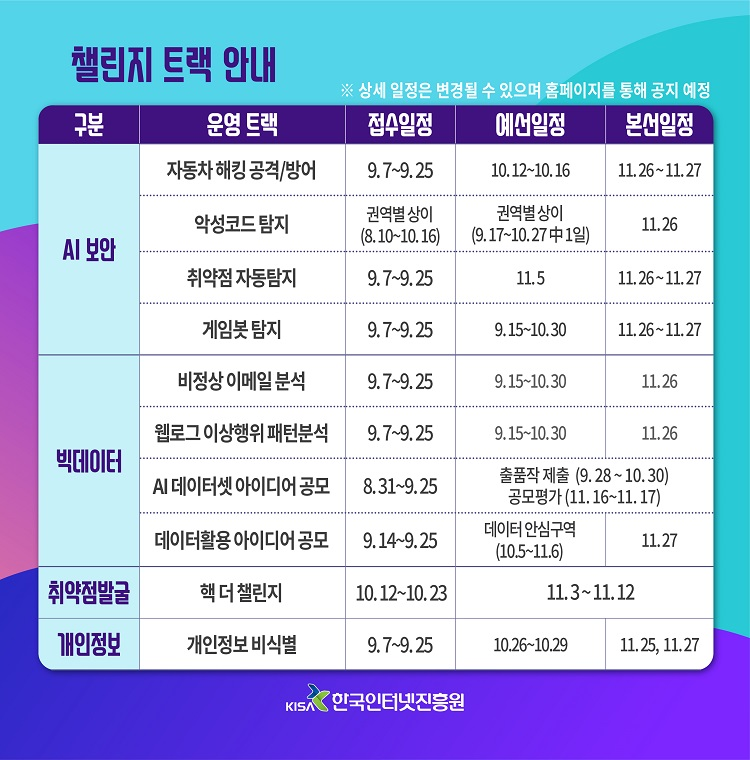 챌린지 트랙 안내
※ 상세 일정은 변경될 수 있으며 홈페이지를 통해 공지 예정
구분 운영 트랙 접수일정 예선일정 본선일정
AI 보안
자동차 해킹 공격/방어 9.7~9.25 10.12~10.16 11.26~11.27
악성코드 탐지 권역별 상이 (8.10~10.16) 권역별 상이 (9.17~10.27 中 1일) 11.26
취약점 자동탐지 9.7~9.25 11.5 11.26~11.27
게임봇 탐지 9.7~9.25 9.15~10.30 11.26~11.27
빅데이터
비정상 이메일 분석 9.7~9.25 9.15~10.30 11.26
웹로그 이상행위 패턴분석 9.7~9.25 9.15~10.30 11.26
AI 데이터셋 아이디어 공모 8.31~9.25 출품작 제출 (9.28 ~ 10.30) 공모평가 (11.16~11.17)
데이터활용 아이디어 공모 9.14~9.25 데이터 안심구역 (10.5~11.6) 11.27
취약점발굴 핵 더 챌린지 10.12~10.23 11.3~11.12
개인정보 개인정보 비식별 9.7~9.25 10.26~10.29 11.25, 11.27
KISA 한국인터넷진흥원